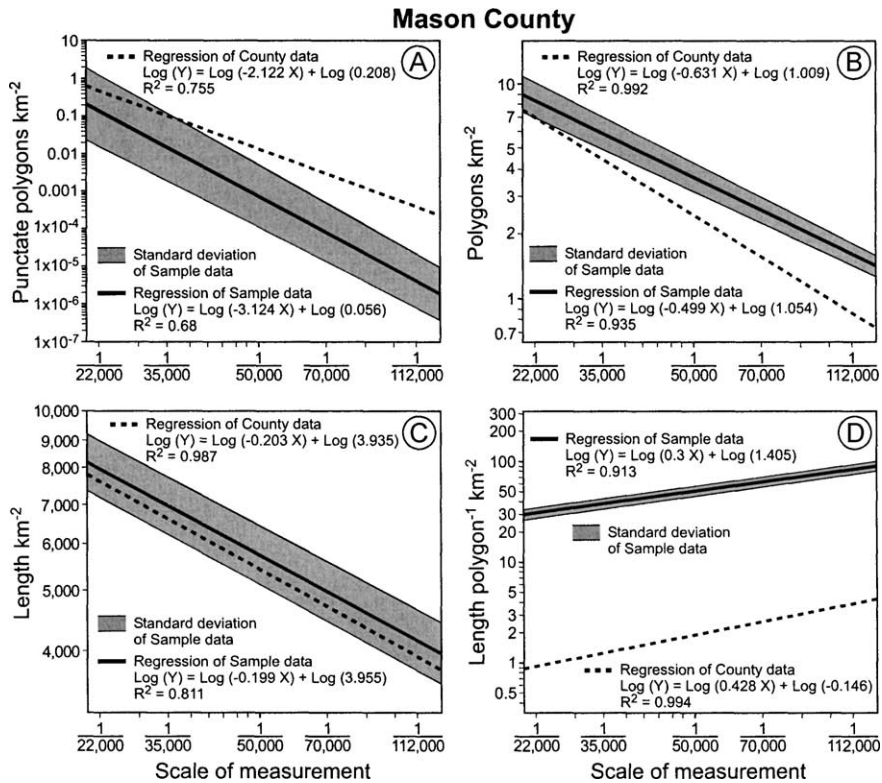 Mason County
A
Punctate polygons km-2
10
1
0.1
0.01
0.001
1x10-4
1x10-5
1x10-6
1x10-7
Regression of County data
Log (Y) = Log (-2.122 X) + Log (0.208)
R2 = 0.755
Standard deviation
of Sample data
Regression of Sample data
Log (Y) = Log (-3.124 X) + Log (0.056)
R2 = 0.68
1 1 1 1 1
22,000 35,000 50,000 70,000 112,000
B
Polygons km-2
10
7
5
4
3
2
1
0.7
Regression of County data
Log (Y) = Log (-0.631 X) + Log (1.009)
R2 = 0.992
Standard deviation
of Sample data
Regression of Sample data
Log (Y) = Log (-0.499 X) + Log (1.054)
R2 = 0.935
1 1 1 1 1
22,000 35,000 50,000 70,000 112,000
C
Length km-2
10,000
9,000
8,000
7,000
6,000
5,000
4,000
Regression of County data
Log (Y) = Log (-0.203 X) + Log (3.935)
R2 = 0.987
Standard deviation
of Sample data
Regression of Sample data
Log (Y) = Log (-0.199 X) + Log (3.955)
R2 = 0.811
1 1 1 1 1
22,000 35,000 50,000 70,000 112,000
Scale of measurement
D
Length polygon-1 km-2
300
200
100
50
30
20
10
5
3
2
1
0.5
Regression of Sample data
Log (Y) = Log (0.3 X) + Log (1.405)
R2 = 0.913
Standard deviation
of Sample data
Regression of County data
Log (Y) = Log (0.428 X) + Log (-0.146)
R2 = 0.994
1 1 1 1 1
22,000 35,000 50,000 70,000 112,000
Scale of measurement